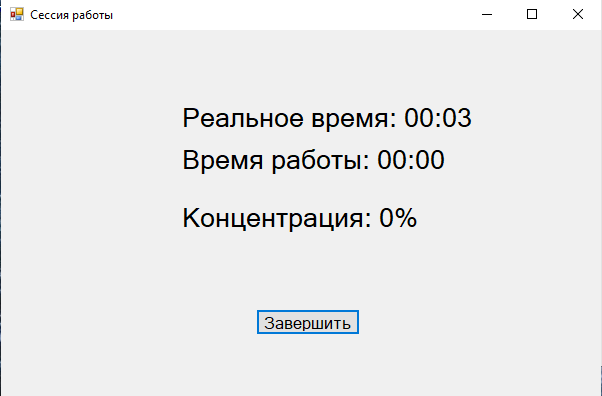 Сессия работы
Реальное время: 00:03
Время работы: 00:00
Концентрация: 0%
Завершить